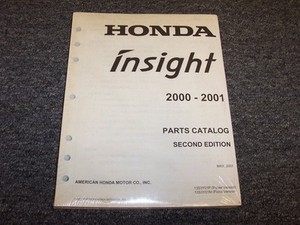 HONDA
insight
2000 - 2001
PARTS CATALOG
SECOND EDITION
AMERICAN HONDA MOTOR CO., INC.